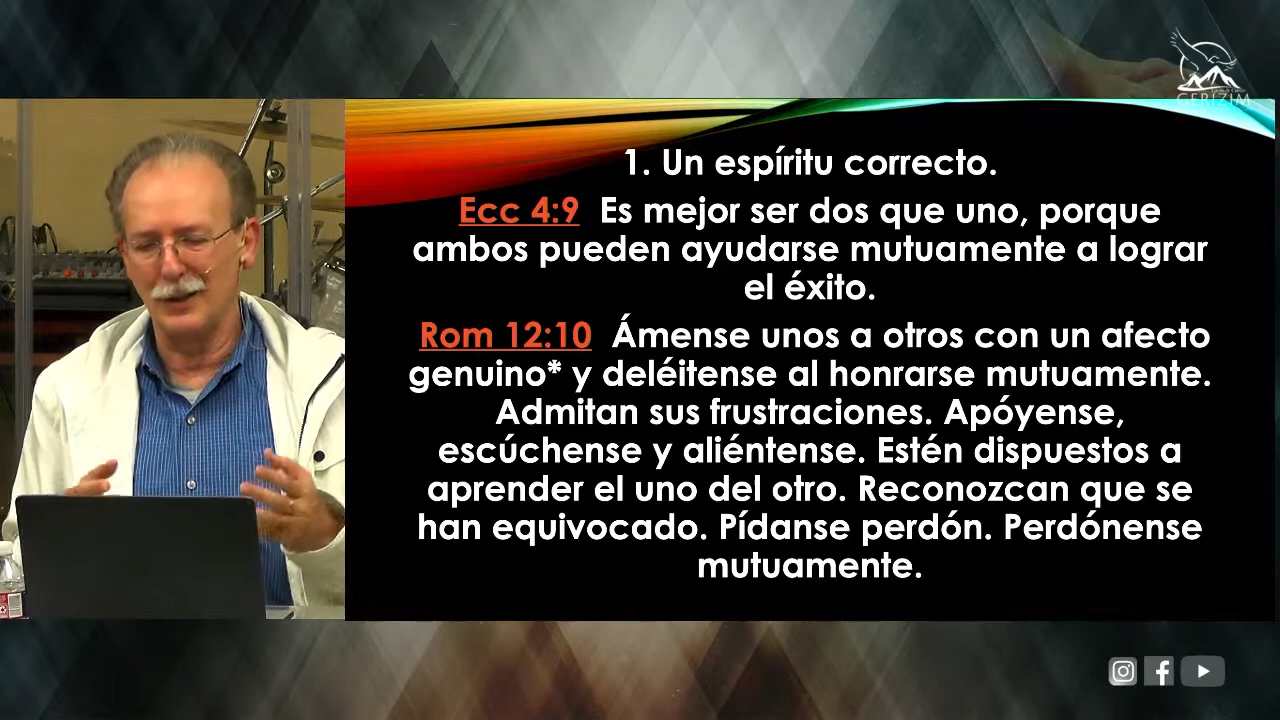 GERIZIM
1. Un espíritu correcto.
Ecc 4:9 Es mejor ser dos que uno, porque
ambos pueden ayudarse mutuamente a lograr
el éxito.
Rom 12:10 Ámense unos a otros con un afecto
genuino* y deléitense al honrarse mutuamente.
Admitan sus frustraciones. Apóyense,
escúchense y aliéntense. Estén dispuestos a
aprender el uno del otro. Reconozcan que se
han equivocado. Pídanse perdón. Perdónense
mutuamente.